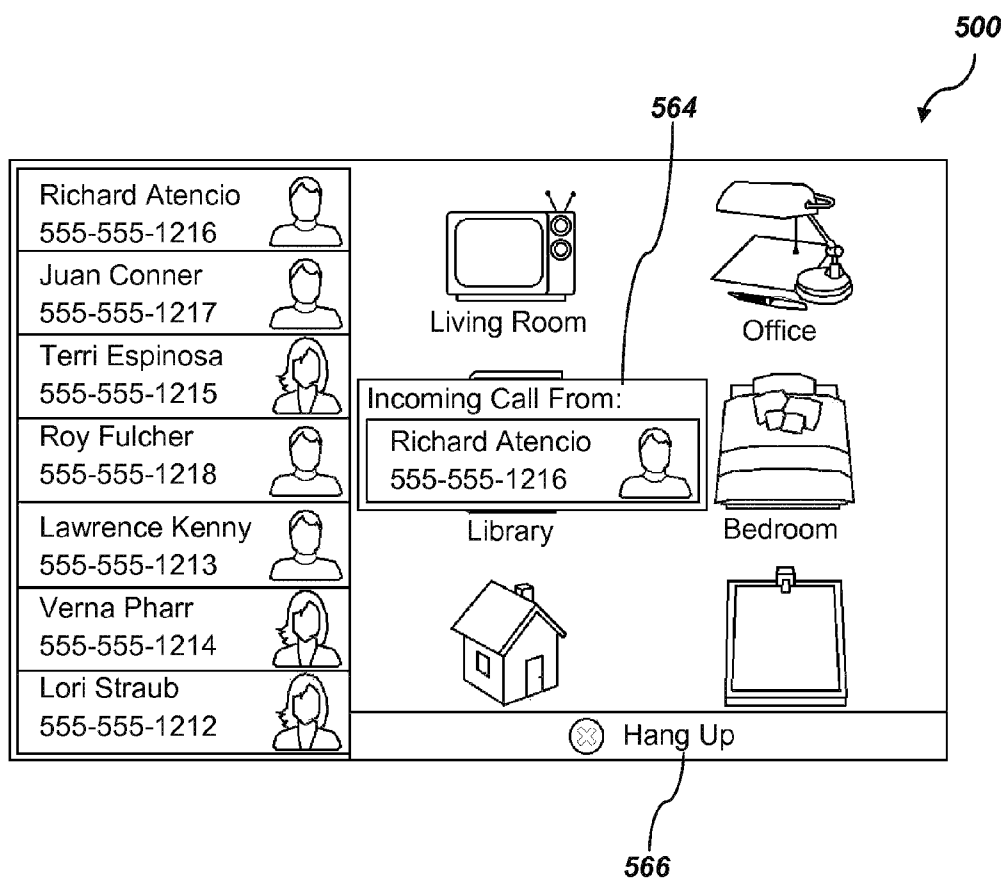 500
564
Richard Atencio
555-555-1216
Juan Conner
555-555-1217
Terri Espinosa
555-555-1215
Roy Fulcher
555-555-1218
Lawrence Kenny
555-555-1213
Verna Pharr
555-555-1214
Lori Straub
555-555-1212
Living Room
Office
Incoming Call From:
Richard Atencio
555-555-1216
Library
Bedroom
Hang Up
566